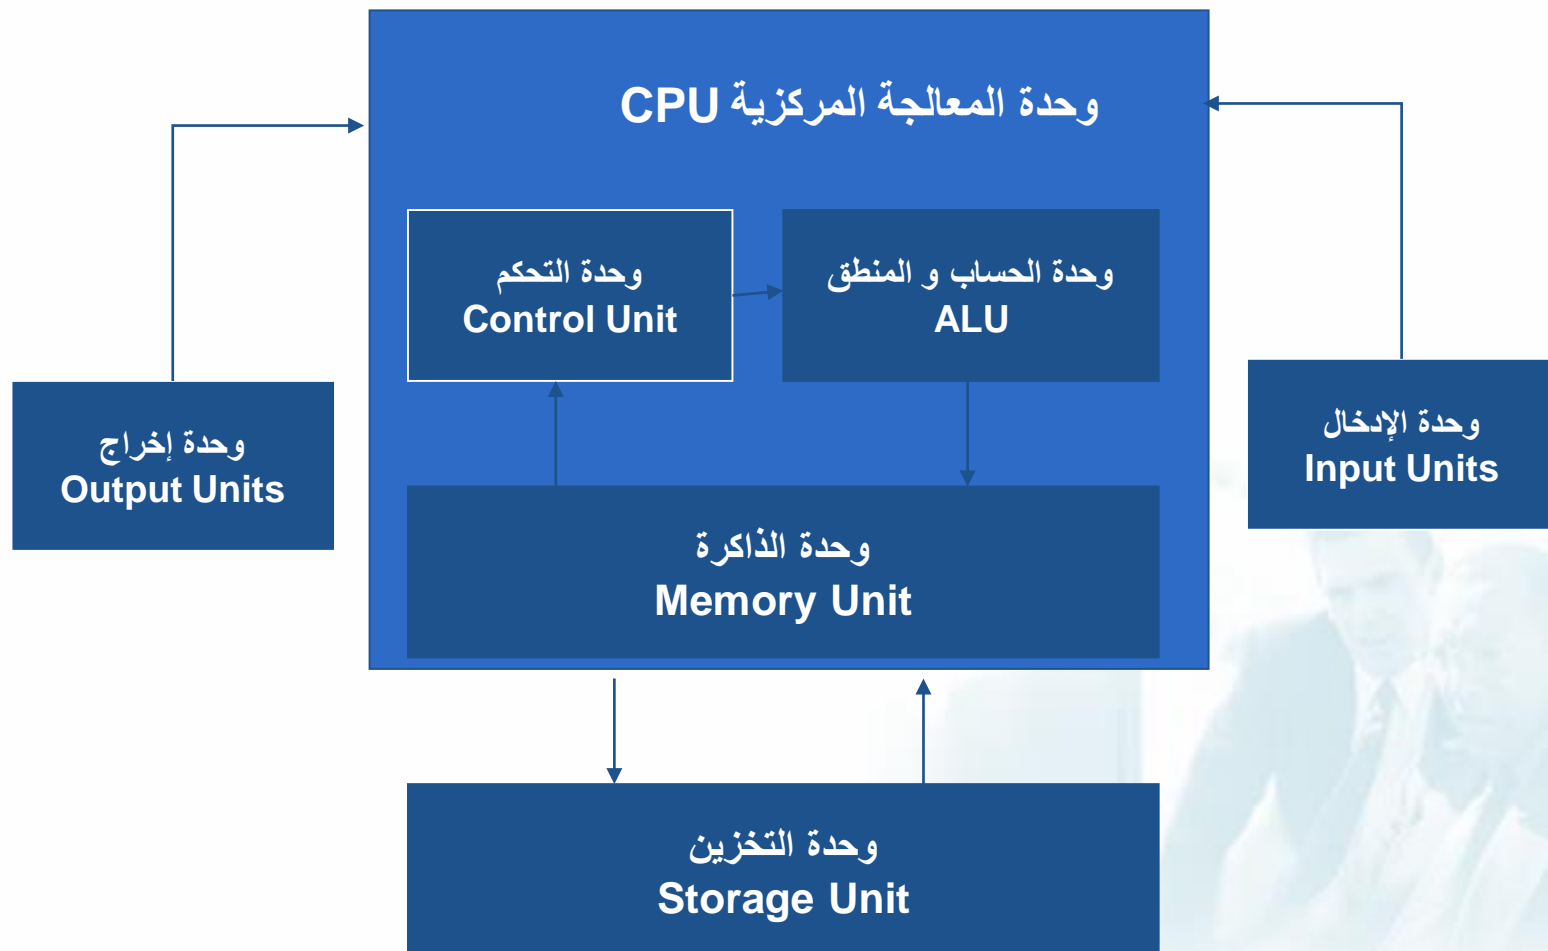 وحدة المعالجة المركزية CPU
وحدة الحساب و المنطق
ALU
وحدة التحكم
Control Unit
وحدة الإدخال
Input Units
وحدة إخراج
Output Units
وحدة الذاكرة
Memory Unit
وحدة التخزين
Storage Unit